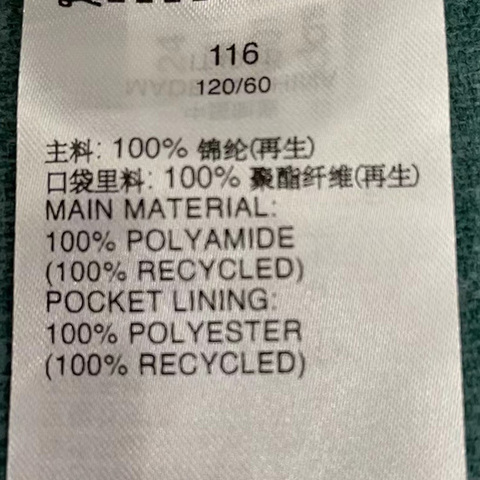 116
120/60
主料: 100% 锦纶(再生)
口袋里料: 100% 聚酯纤维(再生)
MAIN MATERIAL:
100% POLYAMIDE
(100% RECYCLED)
POCKET LINING:
100% POLYESTER
(100% RECYCLED)